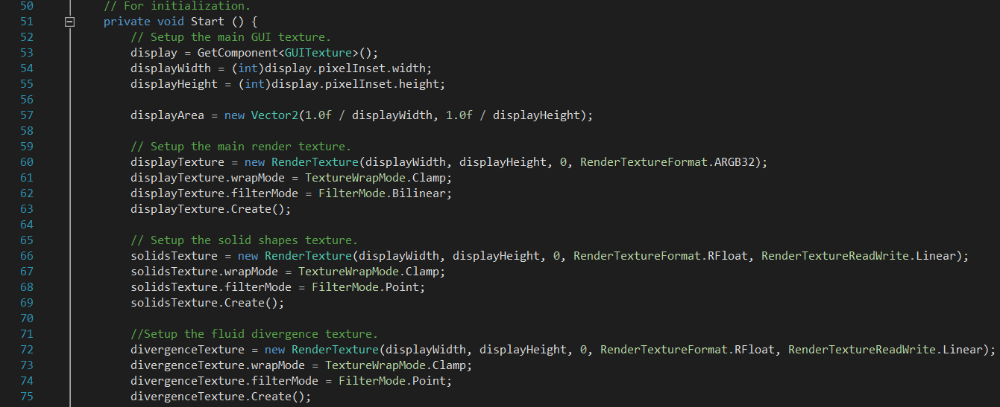 50 // For initialization.
51 private void Start () {
52 // Setup the main GUI texture.
53 display = GetComponent<GUITexture>();
54 displayWidth = (int)display.pixelInset.width;
55 displayHeight = (int)display.pixelInset.height;
56
57 displayArea = new Vector2(1.0f / displayWidth, 1.0f / displayHeight);
58
59 // Setup the main render texture.
60 displayTexture = new RenderTexture(displayWidth, displayHeight, 0, RenderTextureFormat.ARGB32);
61 displayTexture.wrapMode = TextureWrapMode.Clamp;
62 displayTexture.filterMode = FilterMode.Bilinear;
63 displayTexture.Create();
64
65 // Setup the solid shapes texture.
66 solidsTexture = new RenderTexture(displayWidth, displayHeight, 0, RenderTextureFormat.RFloat, RenderTextureReadWrite.Linear);
67 solidsTexture.wrapMode = TextureWrapMode.Clamp;
68 solidsTexture.filterMode = FilterMode.Point;
69 solidsTexture.Create();
70
71 //Setup the fluid divergence texture.
72 divergenceTexture = new RenderTexture(displayWidth, displayHeight, 0, RenderTextureFormat.RFloat, RenderTextureReadWrite.Linear);
73 divergenceTexture.wrapMode = TextureWrapMode.Clamp;
74 divergenceTexture.filterMode = FilterMode.Point;
75 divergenceTexture.Create();